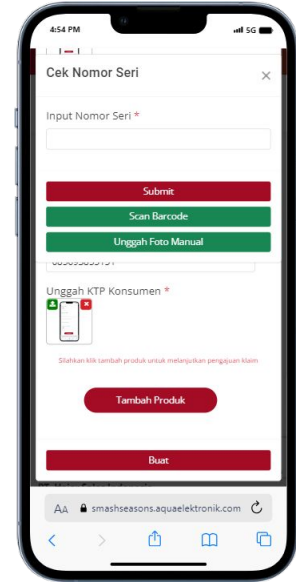 4:54 PM
5G
Cek Nomor Seri
×
Input Nomor Seri *
Submit
Scan Barcode
Unggah Foto Manual
Unggah KTP Konsumen *
Silahkan klik tambah produk untuk melanjutkan pengajuan klaim
Tambah Produk
Buat
AA smashseasons.aquaelektronik.com